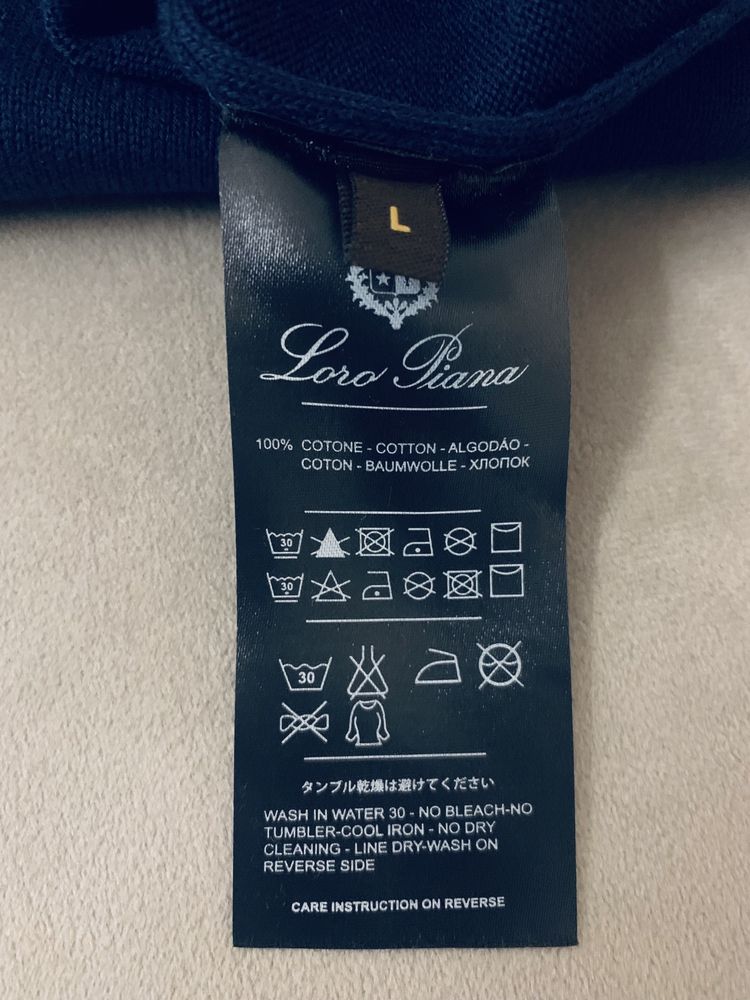 L
Loro Piana
100% COTONE - COTTON - ALGODÁO -
COTON - BAUMWOLLE - ХЛОПОК
30
30
30
タンブル乾燥は避けてください
WASH IN WATER 30 - NO BLEACH-NO
TUMBLER-COOL IRON - NO DRY
CLEANING - LINE DRY-WASH ON
REVERSE SIDE
CARE INSTRUCTION ON REVERSE